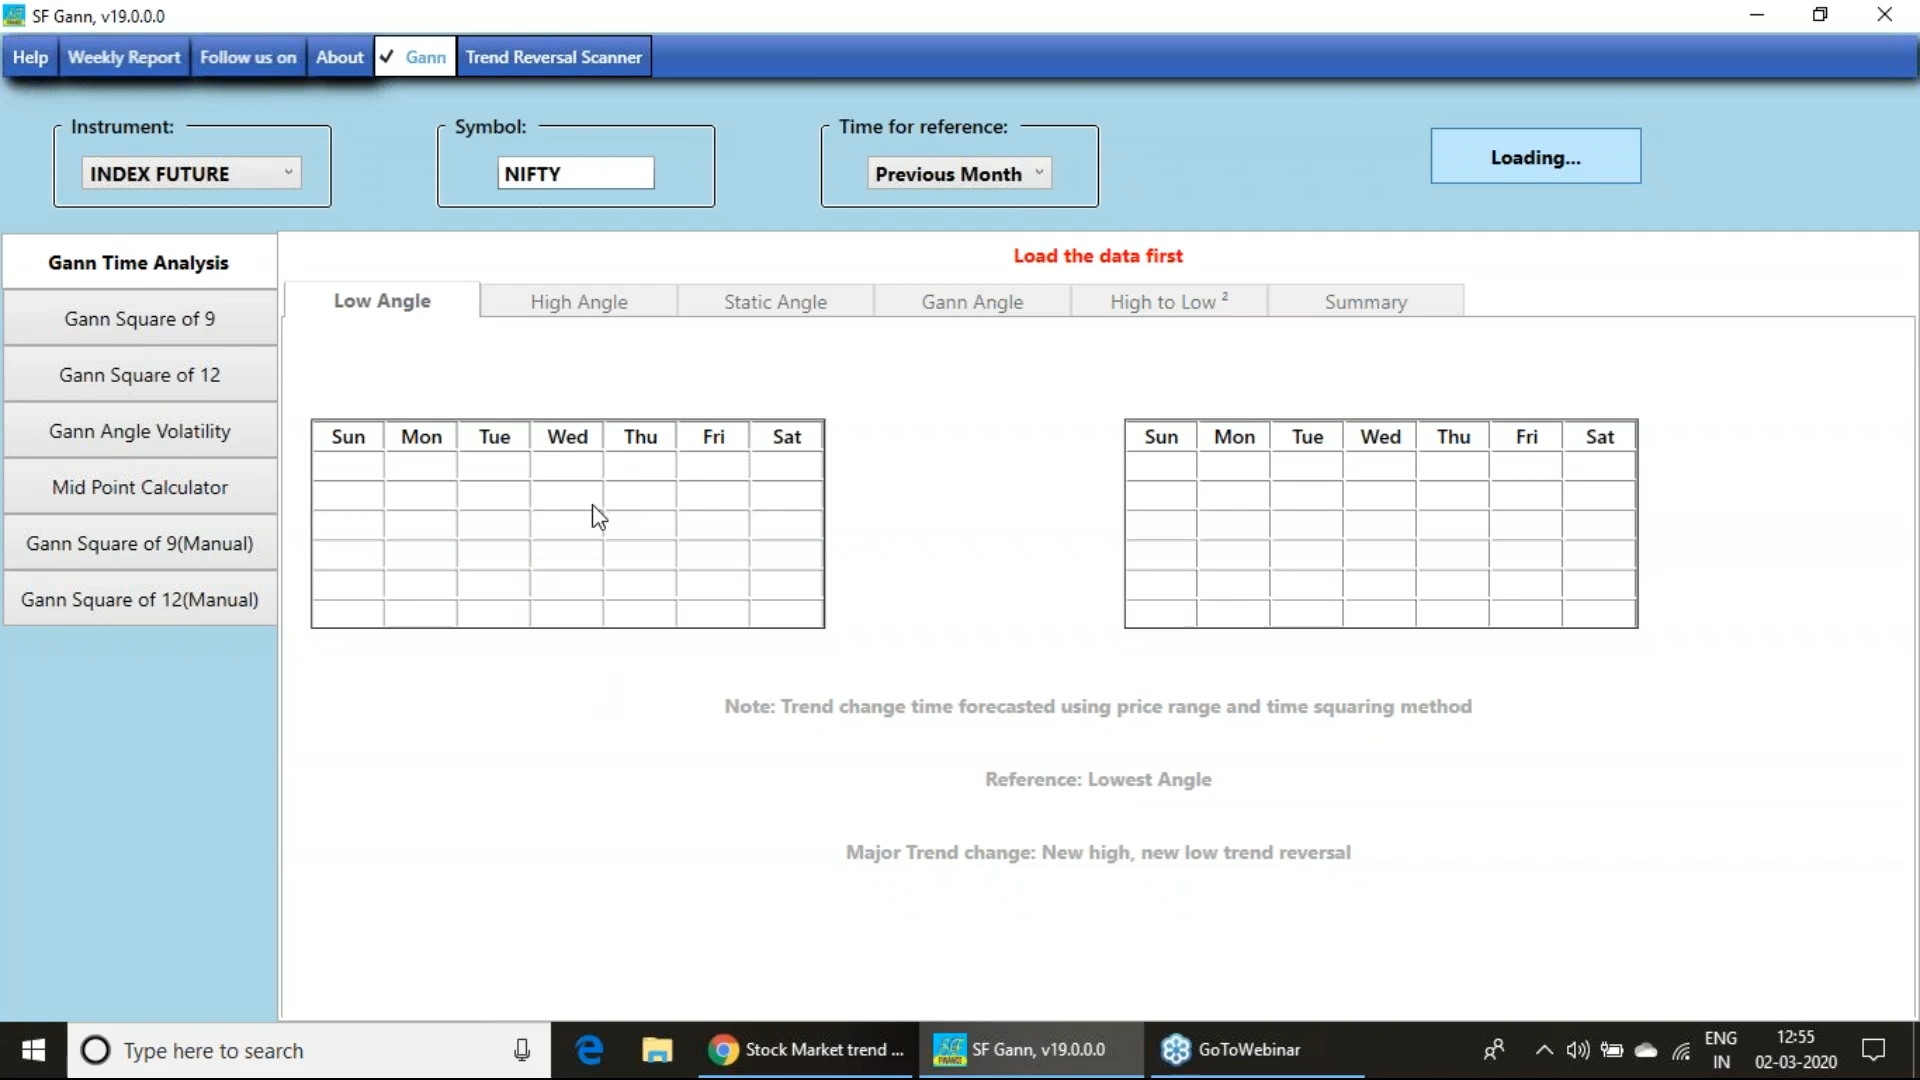 SF Gann, v19.0.0.0
Help Weekly Report Follow us on About ✓ Gann Trend Reversal Scanner
Instrument: Symbol: Time for reference:
INDEX FUTURE NIFTY Previous Month Loading...
Gann Time Analysis
Gann Square of 9
Gann Square of 12
Gann Angle Volatility
Mid Point Calculator
Gann Square of 9(Manual)
Gann Square of 12(Manual)
Load the data first
Low Angle High Angle Static Angle Gann Angle High to Low ² Summary
Sun Mon Tue Wed Thu Fri Sat
Sun Mon Tue Wed Thu Fri Sat
Note: Trend change time forecasted using price range and time squaring method
Reference: Lowest Angle
Major Trend change: New high, new low trend reversal
Type here to search
Stock Market trend ...
SF Gann, v19.0.0.0
GoToWebinar
ENG
IN
12:55
02-03-2020